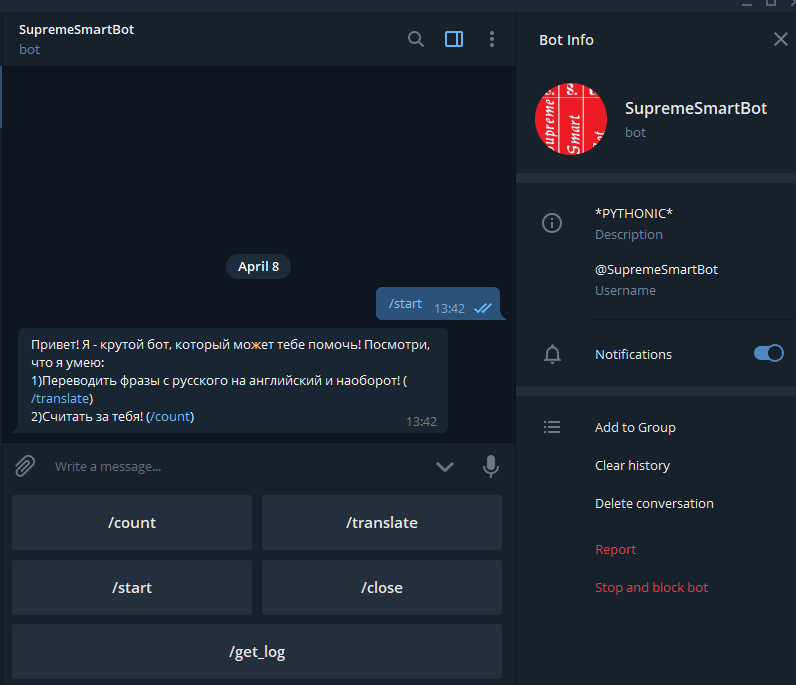 SupremeSmartBot
bot
April 8
/start 13:42
Привет! Я - крутой бот, который может тебе помочь! Посмотри,
что я умею:
1)Переводить фразы с русского на английский и наоборот! (
/translate)
2)Считать за тебя! (/count)
13:42
Write a message...
/count
/translate
/start
/close
/get_log
Bot Info
Supreme
Smart
SupremeSmartBot
bot
*PYTHONIC*
Description
@SupremeSmartBot
Username
Notifications
Add to Group
Clear history
Delete conversation
Report
Stop and block bot